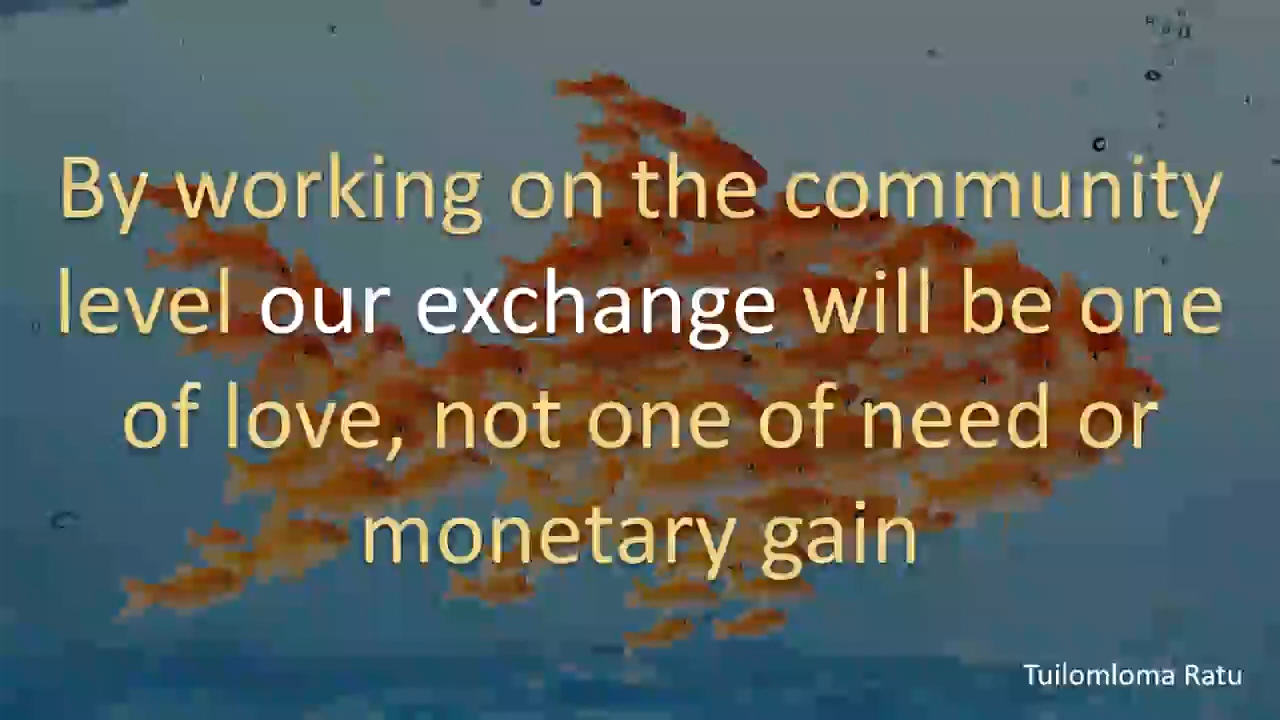 By working on the community
level our exchange will be one
of love, not one of need or
monetary gain
Tuilomloma Ratu